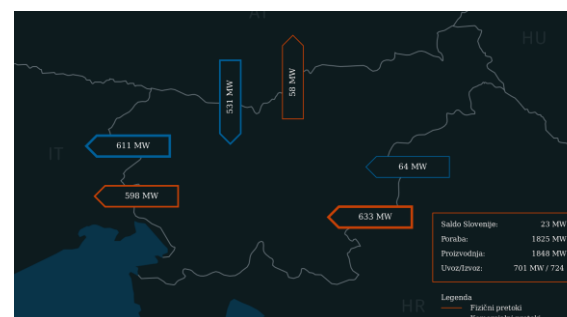 AT
HU
58 MW
531 MW
611 MW
IT
64 MW
598 MW
633 MW
Saldo Slovenije: 23 MW
Poraba: 1825 MW
Proizvodnja: 1848 MW
Uvoz/Izvoz: 701 MW / 724
Legenda
HR
Fizični pretoki